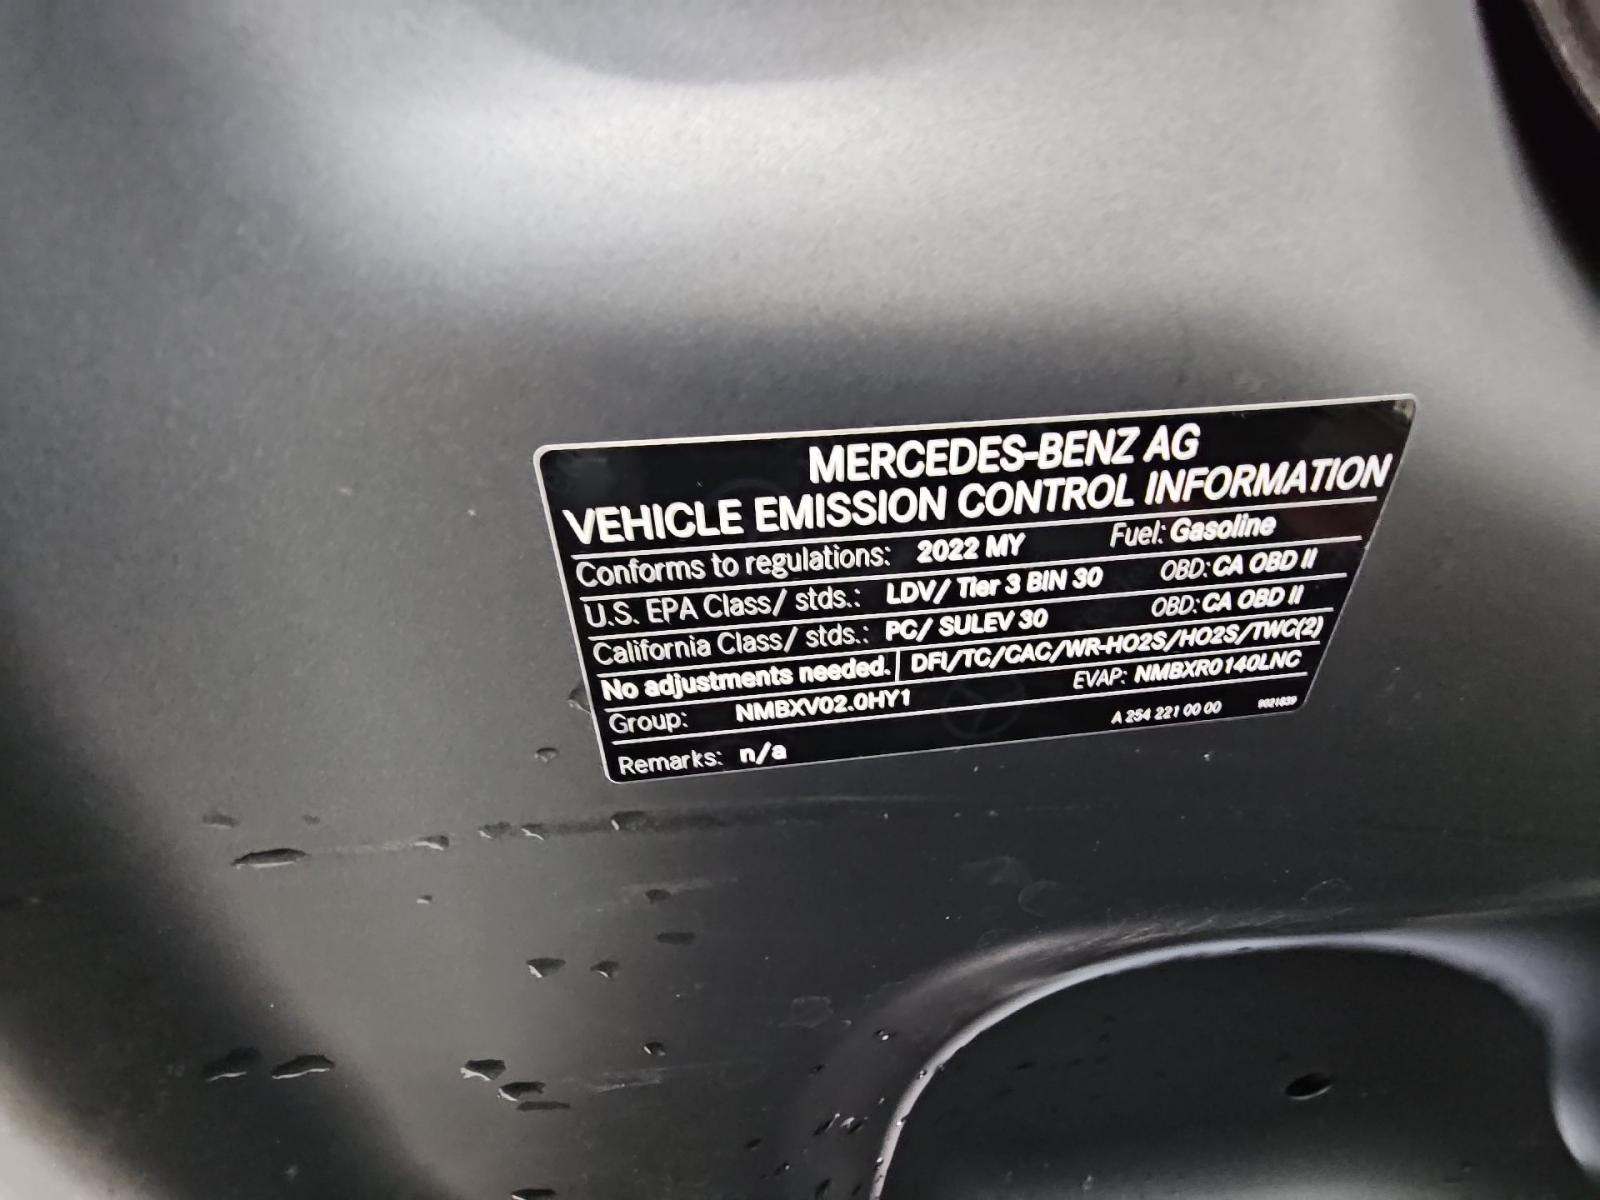 MERCEDES-BENZ AG
VEHICLE EMISSION CONTROL INFORMATION
Conforms to regulations: 2022 MY Fuel: Gasoline
U.S. EPA Class/ stds.: LDV/ Tier 3 BIN 30 OBD: CA OBD II
California Class/ stds.: PC/ SULEV 30 OBD: CA OBD II
No adjustments needed. DFI/TC/CAC/WR-HO2S/HO2S/TWC(2)
Group: NMBXV02.0HY1 EVAP: NMBXR0140LNC
Remarks: n/a A 254 221 00 00 9021839